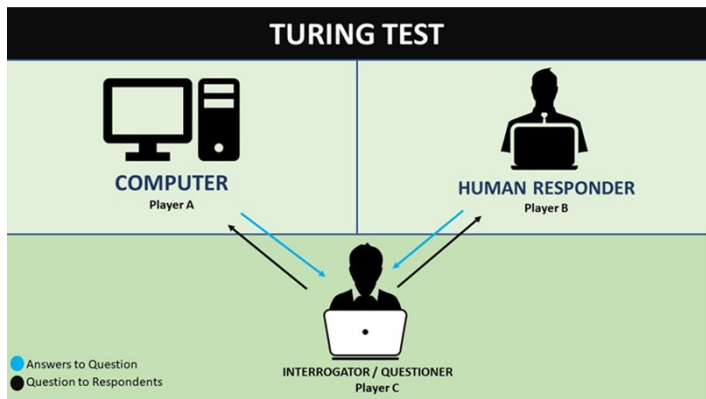 TURING TEST
COMPUTER
Player A
HUMAN RESPONDER
Player B
INTERROGATOR / QUESTIONER
Player C
Answers to Question
Question to Respondents